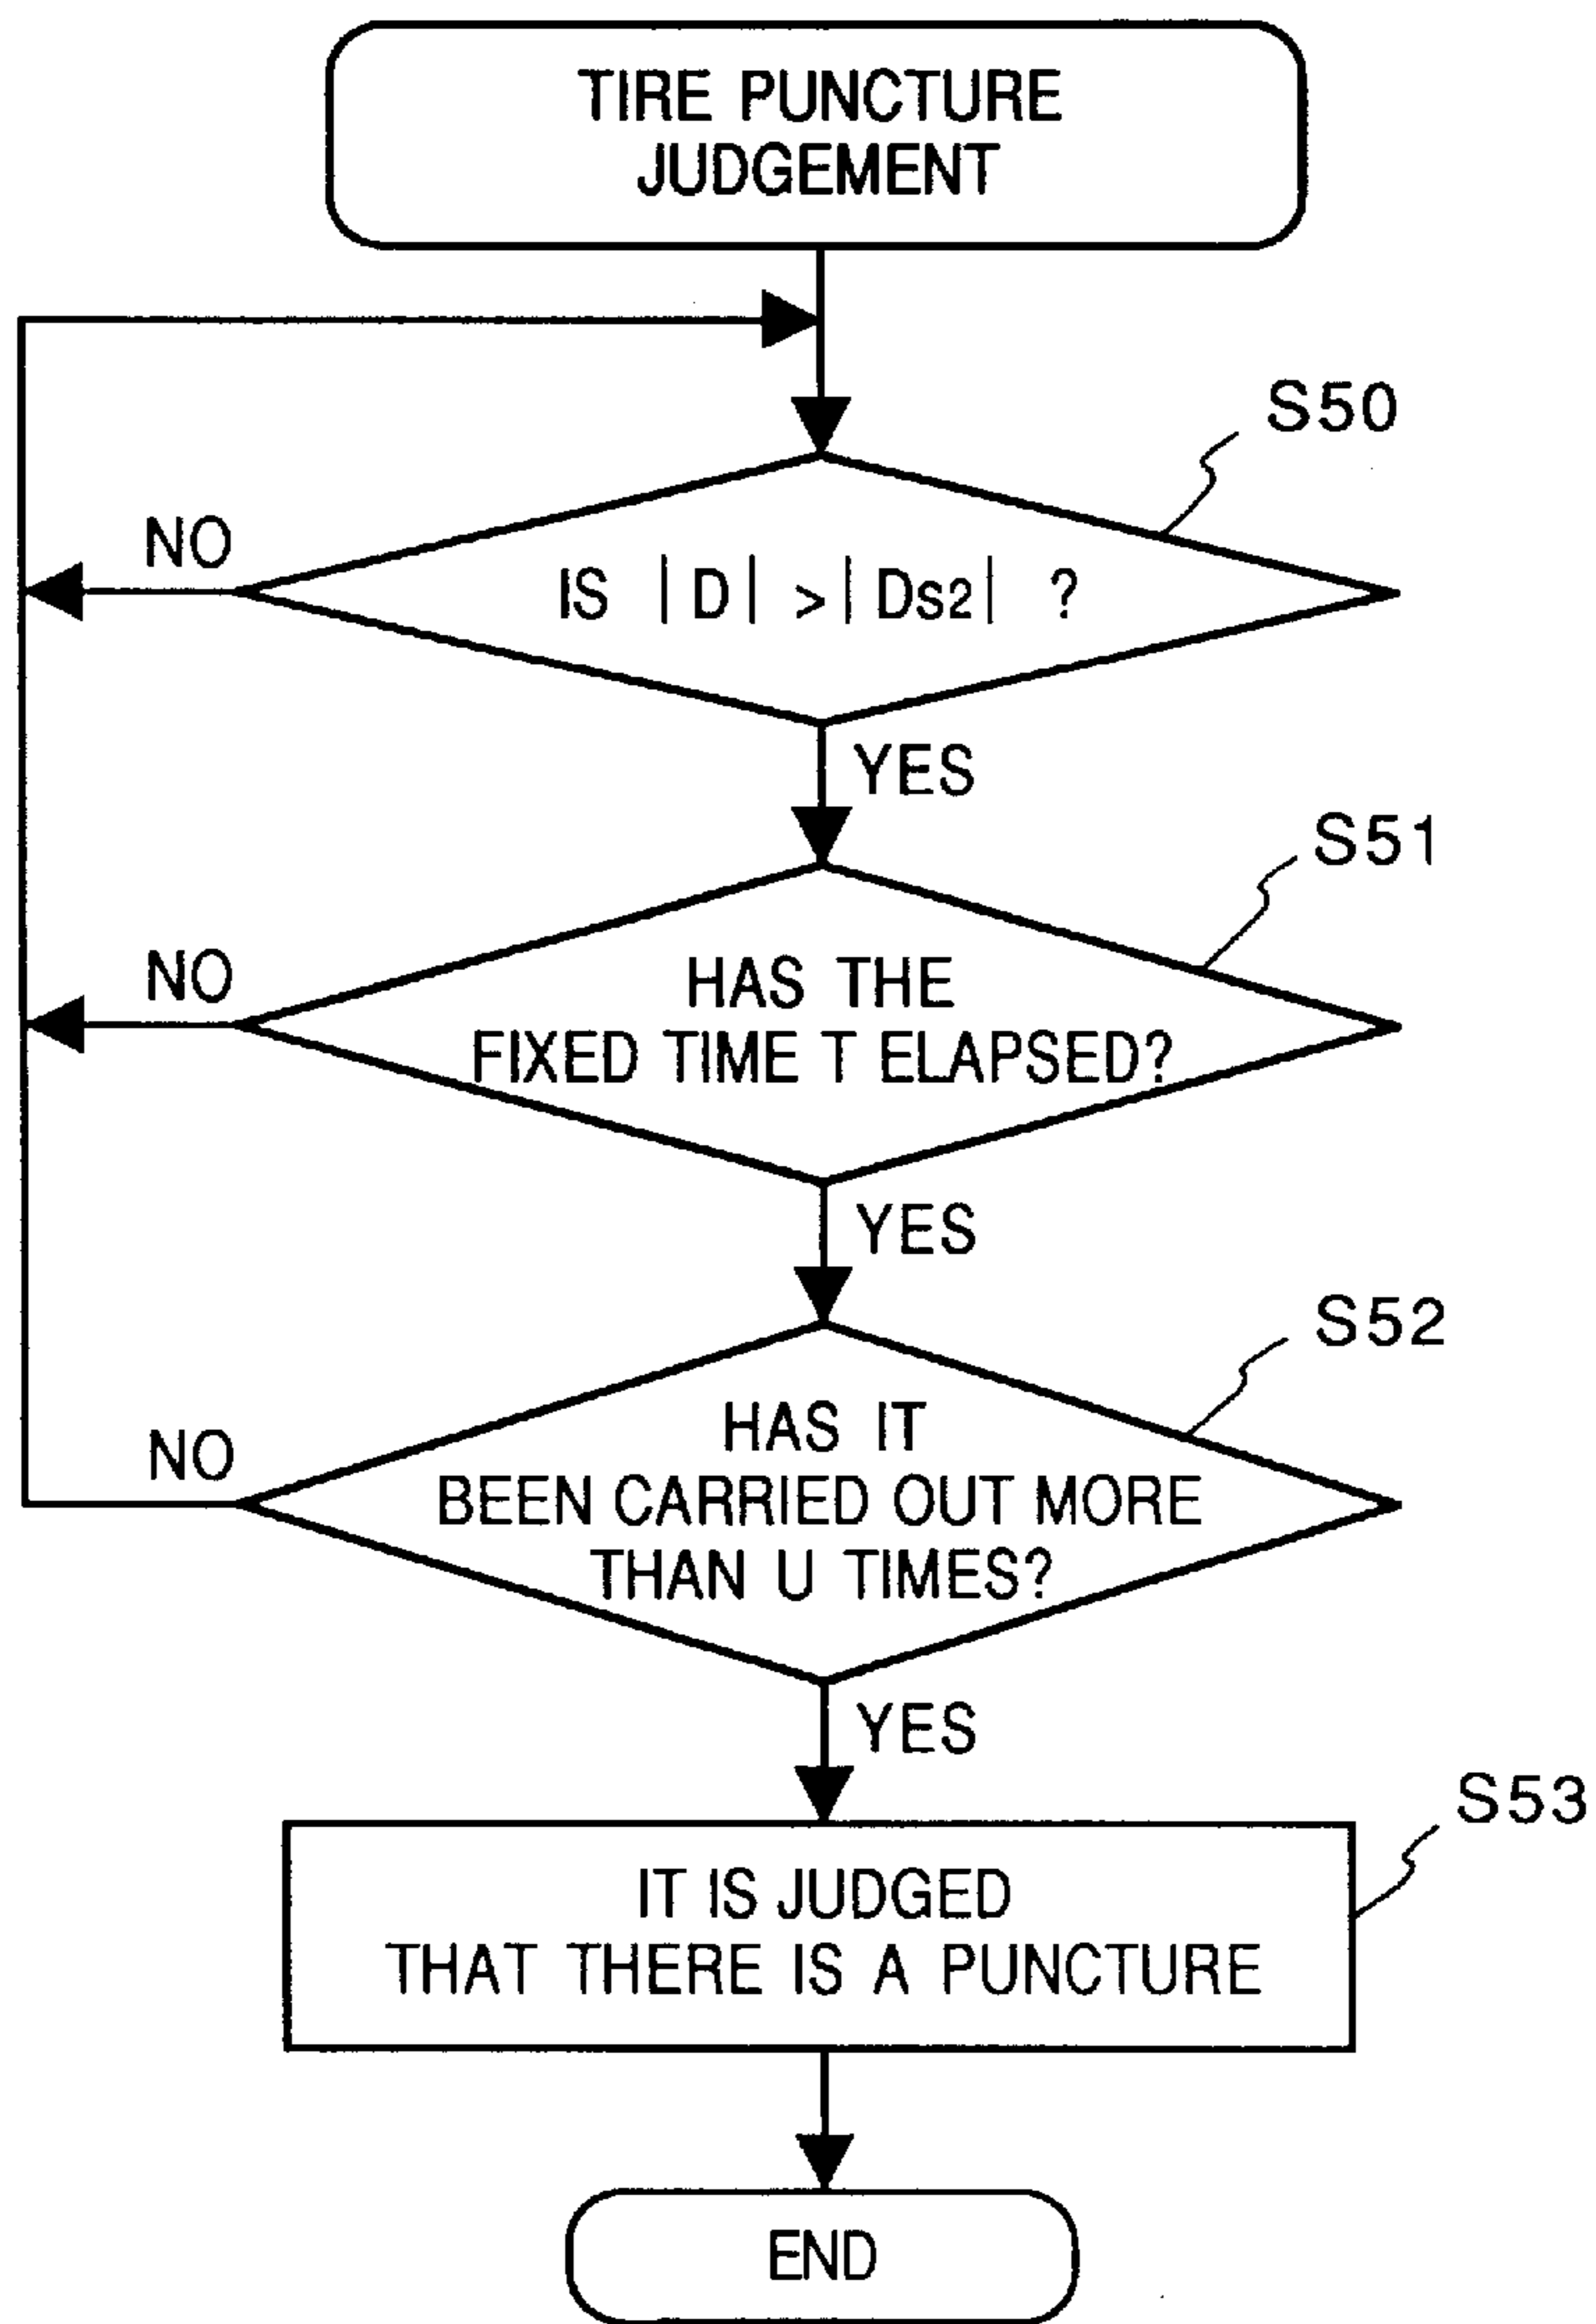 TIRE PUNCTURE
JUDGEMENT
S50
NO
IS |D| >|Ds2| ?
YES
S51
NO
HAS THE
FIXED TIME T ELAPSED?
YES
S52
NO
HAS IT
BEEN CARRIED OUT MORE
THAN U TIMES?
YES
S53
IT IS JUDGED
THAT THERE IS A PUNCTURE
END